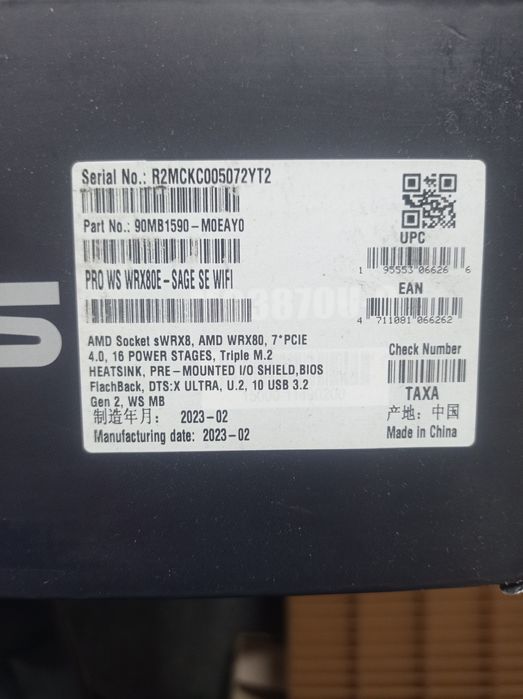 Serial No.: R2MCKC005072YT2
Part No.: 90MB1590-M0EAY0
PRO WS WRX80E-SAGE SE WIFI
AMD Socket sWRX8, AMD WRX80, 7*PCIE
4.0, 16 POWER STAGES, Triple M.2
HEATSINK, PRE-MOUNTED I/O SHIELD,BIOS
FlachBack, DTS:X ULTRA, U.2, 10 USB 3.2
Gen 2, WS MB
制造年月: 2023-02
Manufacturing date: 2023-02
UPC
1 95553 06626 6
EAN
4 711081 066262
Check Number
TAXA
产地: 中国
Made in China
S